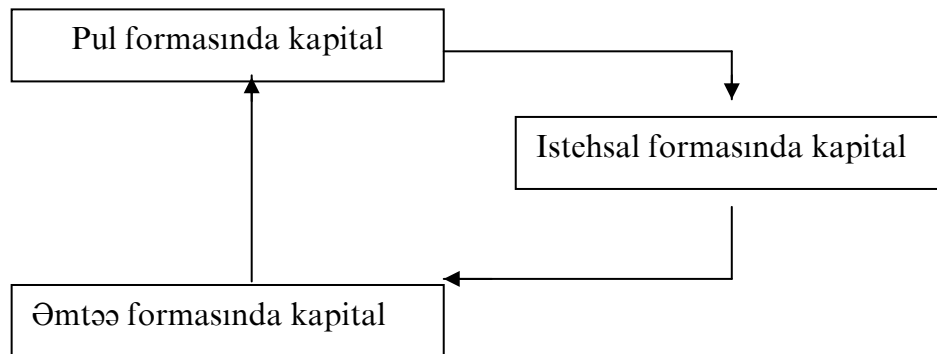 Pul formasında kapital
Istehsal formasında kapital
Əmtəə formasında kapital